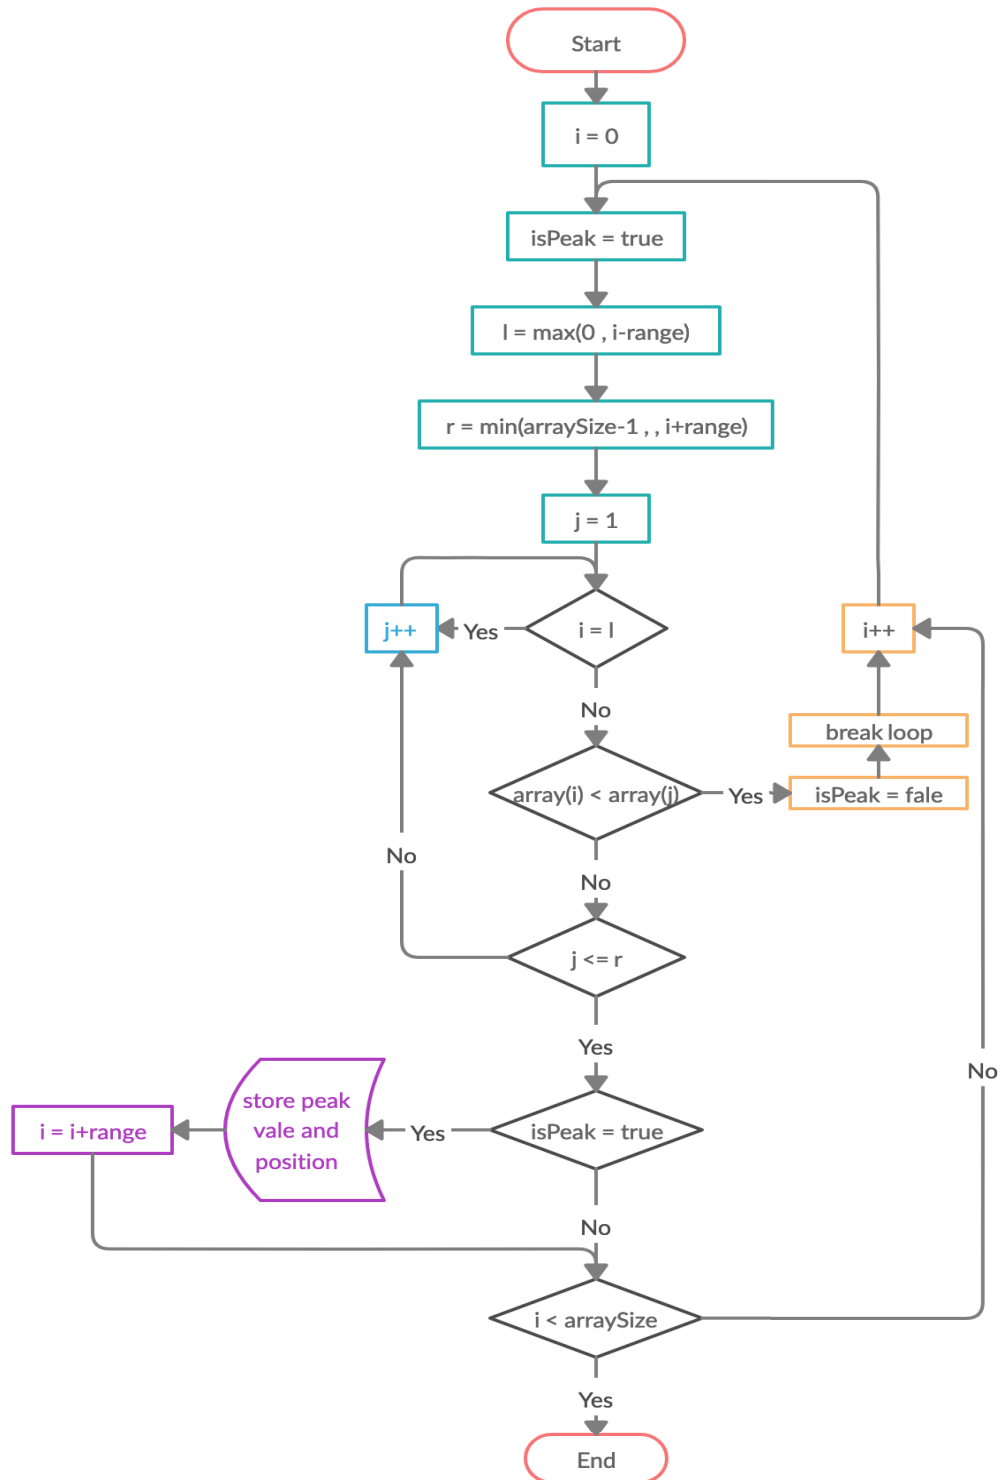 Start
i = 0
isPeak = true
l = max(0 , i-range)
r = min(arraySize-1 , , i+range)
j = 1
j++
Yes
i = l
i++
No
break loop
array(i) < array(j)
Yes
isPeak = fale
No
No
j <= r
Yes
No
store peak
vale and
position
i = i+range
Yes
isPeak = true
No
i < arraySize
Yes
End